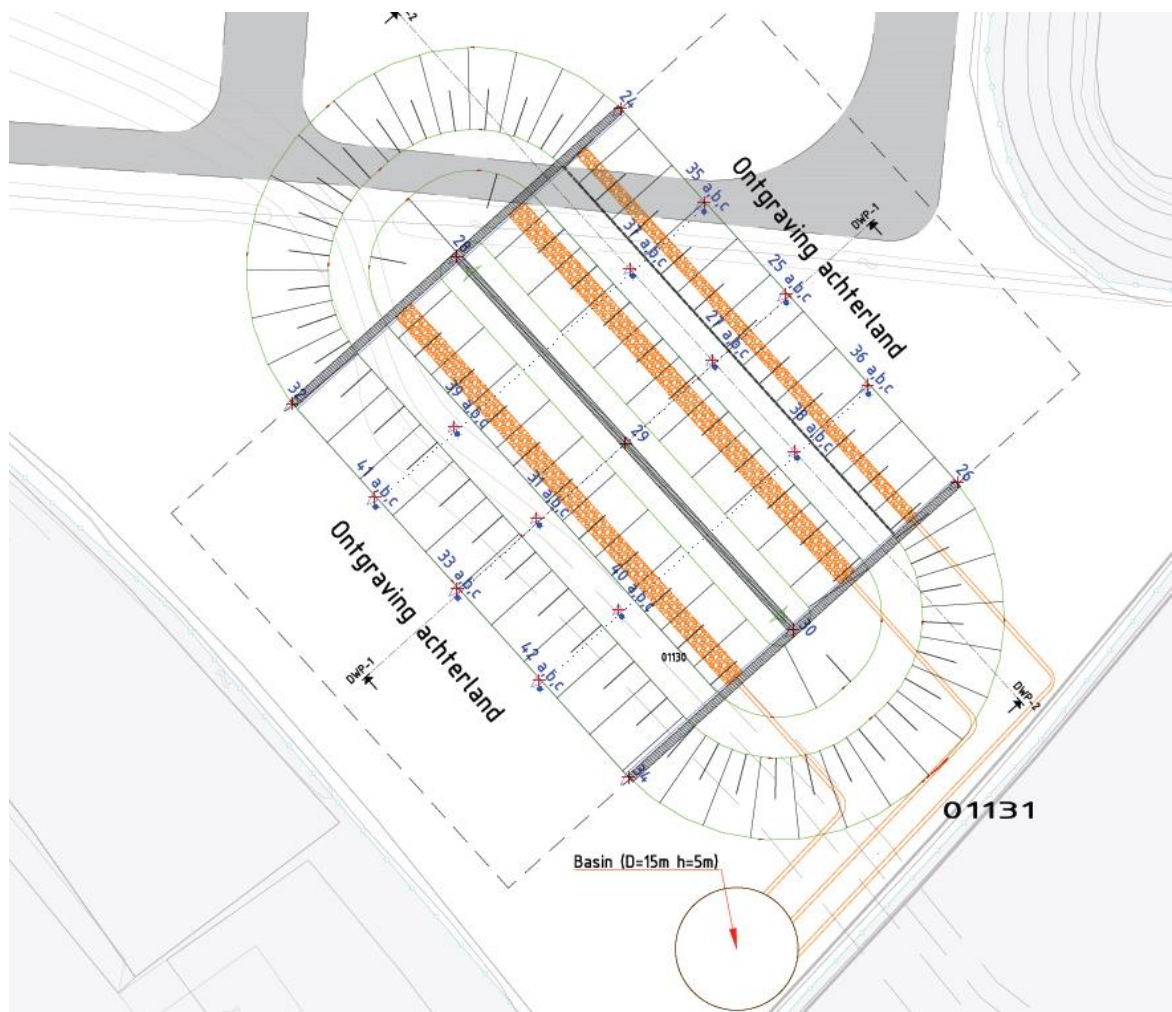 24
Ontgraving achterland
35 a,b,c
DWP-1
37 a,b,c
28
25 a,b,c
27 a,b,c
36 a,b,c
32
39 a,b,c
38 a,b,c
29
26
41 a,b,c
31 a,b,c
Ontgraving achterland
33 a,b,c
40 a,b,c
30
01130
42 a,b,c
DWP-1
DWP-2
34
01131
Basin (D=15m h=5m)